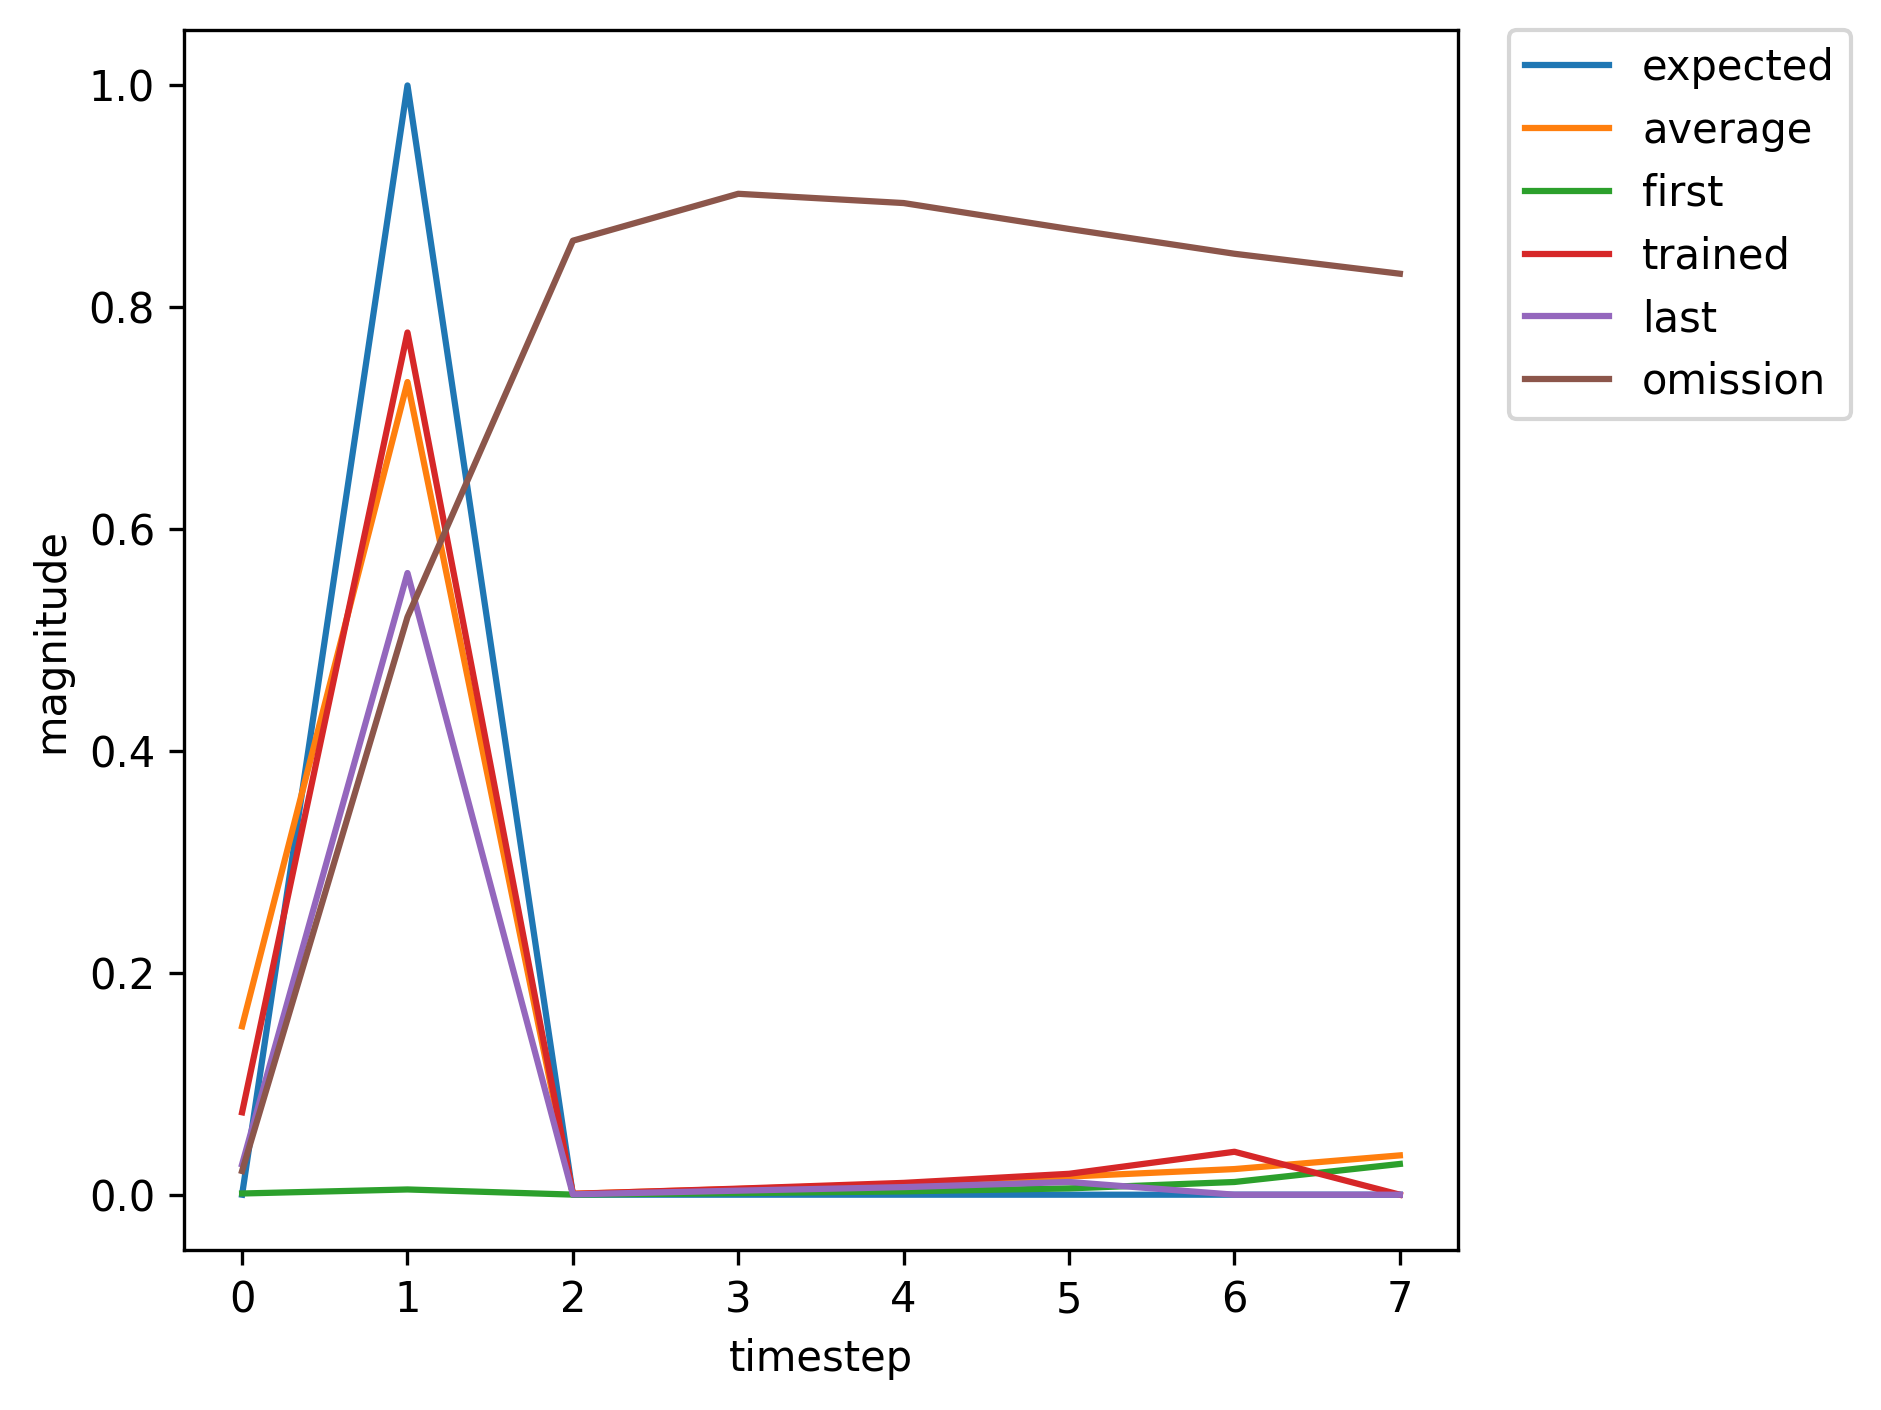 expected
average
first
trained
last
omission
1.0
0.8
0.6
0.4
0.2
0.0
magnitude
0 1 2 3 4 5 6 7
timestep